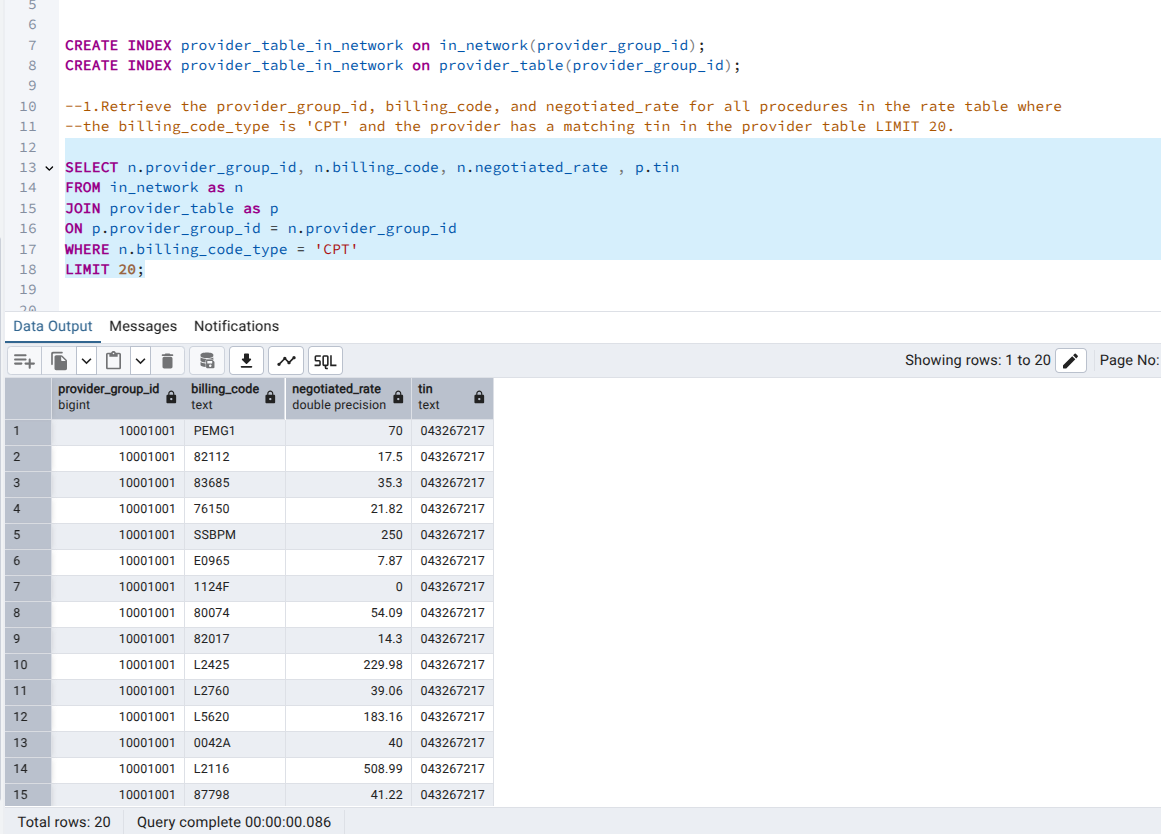 5
6
7 CREATE INDEX provider_table_in_network on in_network(provider_group_id);
8 CREATE INDEX provider_table_in_network on provider_table(provider_group_id);
9
10 --1.Retrieve the provider_group_id, billing_code, and negotiated_rate for all procedures in the rate table where
11 --the billing_code_type is 'CPT' and the provider has a matching tin in the provider table LIMIT 20.
12
13 SELECT n.provider_group_id, n.billing_code, n.negotiated_rate , p.tin
14 FROM in_network as n
15 JOIN provider_table as p
16 ON p.provider_group_id = n.provider_group_id
17 WHERE n.billing_code_type = 'CPT'
18 LIMIT 20;
19
20
Data Output Messages Notifications
SQL Showing rows: 1 to 20 Page No:
provider_group_id billing_code negotiated_rate tin
bigint text double precision text
1 10001001 PEMG1 70 043267217
2 10001001 82112 17.5 043267217
3 10001001 83685 35.3 043267217
4 10001001 76150 21.82 043267217
5 10001001 SSBPM 250 043267217
6 10001001 E0965 7.87 043267217
7 10001001 1124F 0 043267217
8 10001001 80074 54.09 043267217
9 10001001 82017 14.3 043267217
10 10001001 L2425 229.98 043267217
11 10001001 L2760 39.06 043267217
12 10001001 L5620 183.16 043267217
13 10001001 0042A 40 043267217
14 10001001 L2116 508.99 043267217
15 10001001 87798 41.22 043267217
Total rows: 20 Query complete 00:00:00.086